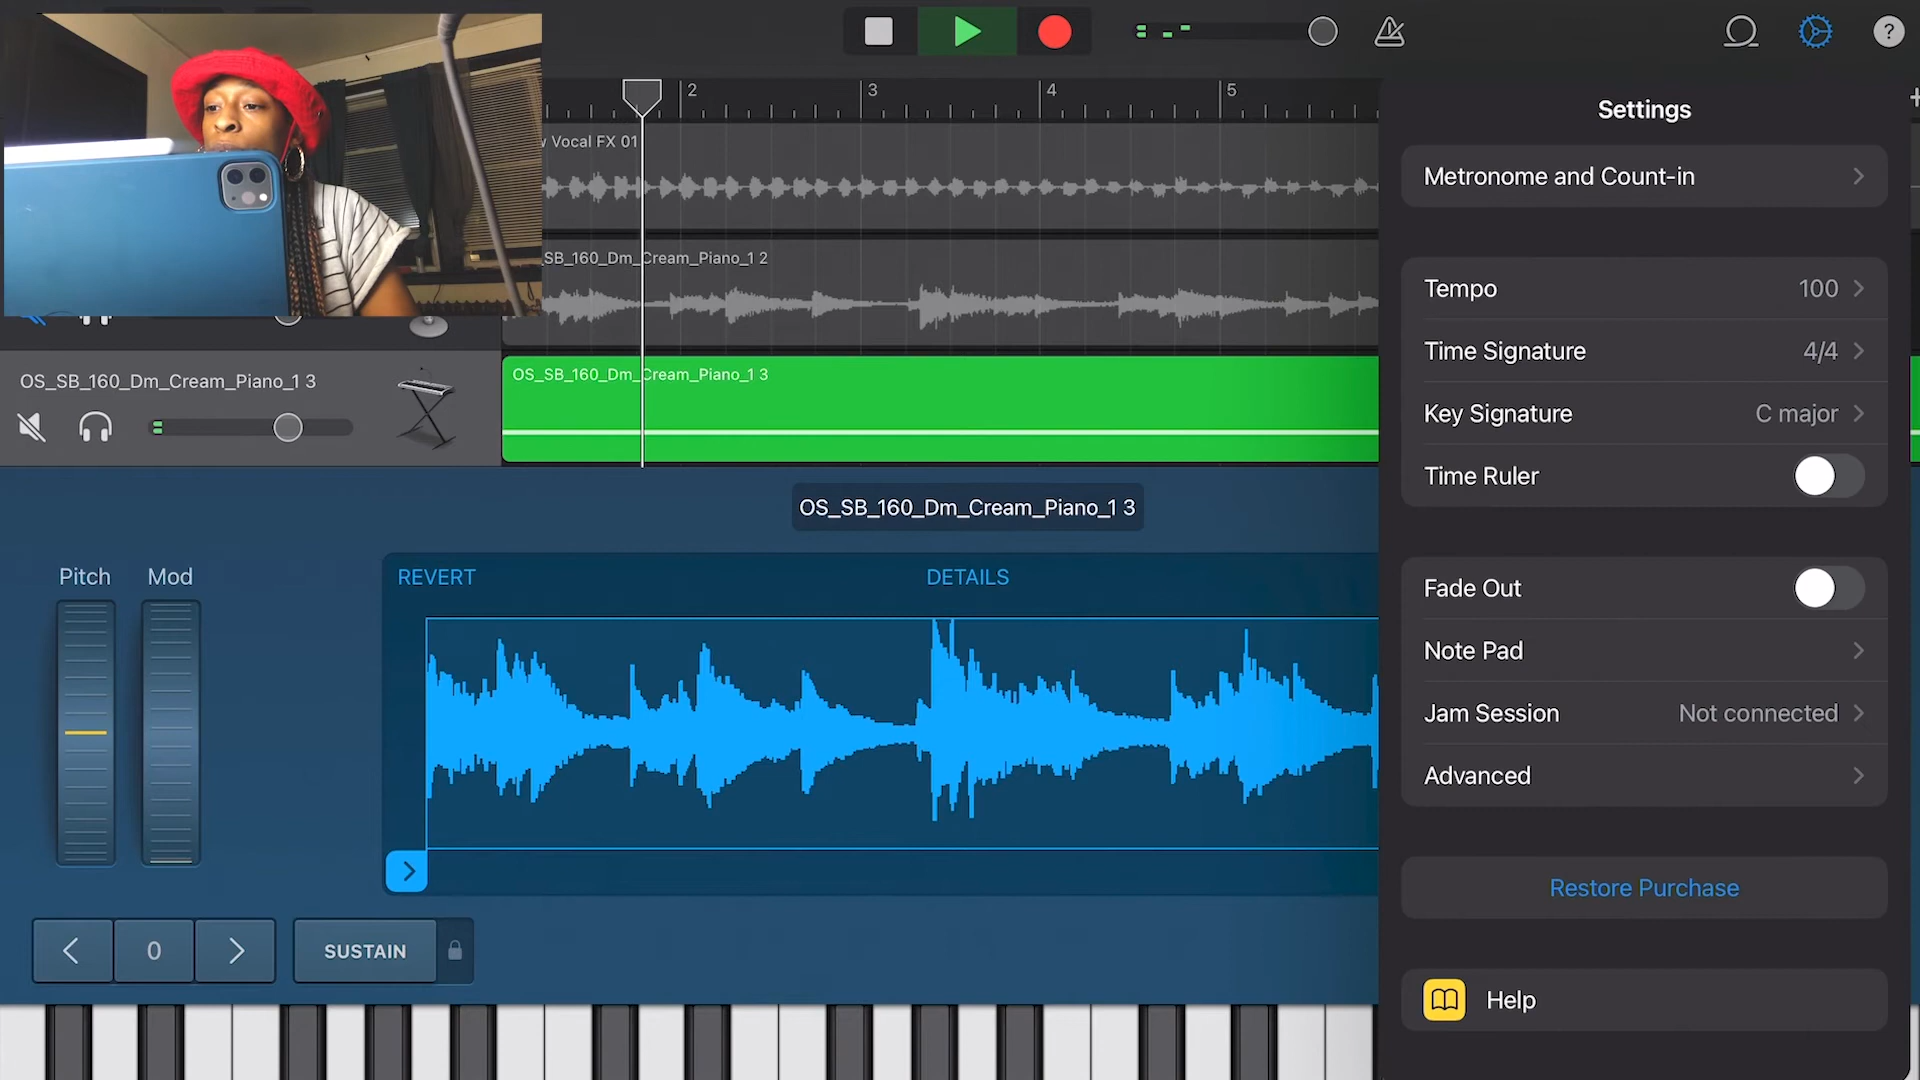 2
3
4
5
?
Vocal FX 01
SB_160_Dm_Cream_Piano_1 2
OS_SB_160_Dm_Cream_Piano_1 3
OS_SB_160_Dm_Cream_Piano_1 3
OS_SB_160_Dm_Cream_Piano_1 3
Pitch
Mod
REVERT
DETAILS
0
SUSTAIN
Settings
Metronome and Count-in
Tempo 100
Time Signature 4/4
Key Signature C major
Time Ruler
Fade Out
Note Pad
Jam Session Not connected
Advanced
Restore Purchase
Help